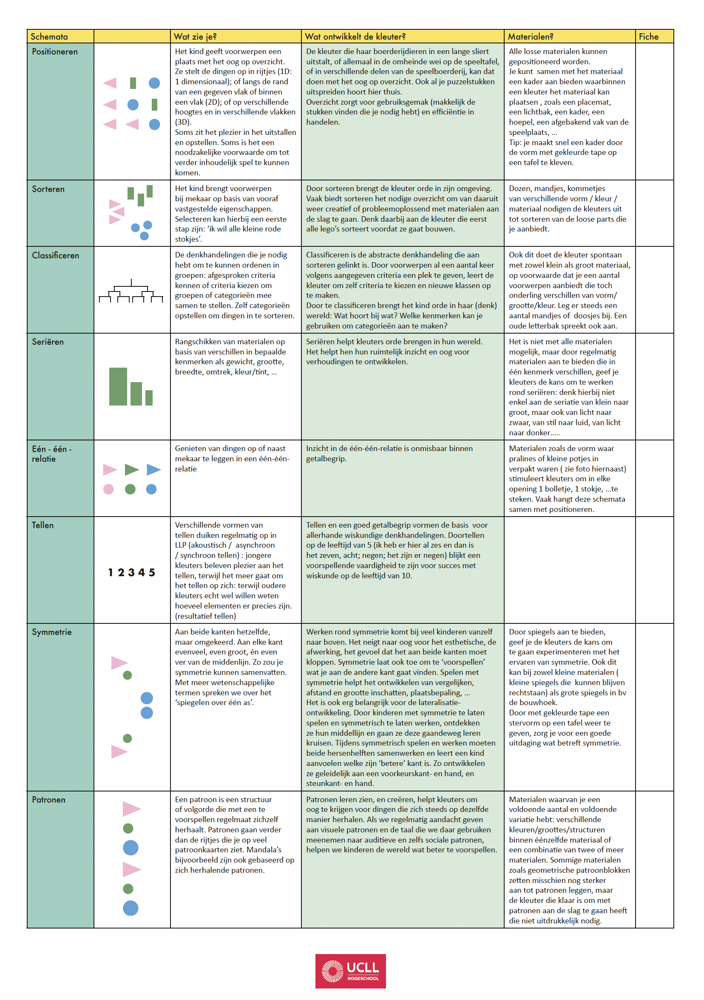 Schemata
Wat zie je?
Wat ontwikkelt de kleuter?
Materialen?
Fiche
Positioneren
Het kind geeft voorwerpen een
plaats met het oog op overzicht.
Ze stelt de dingen op in rijtjes (1D:
1 dimensionaal); of langs de rand
van een gegeven vlak of binnen
een vlak (2D); of op verschillende
hoogtes en in verschillende vlakken
(3D).
Soms zit het plezier in het uitstallen
en opstellen. Soms is het een
noodzakelijke voorwaarde om tot
verder inhoudelijk spel te kunnen
komen.
De kleuter die haar boerderijdieren in een lange sliert
uitstalt, of allemaal in de omheinde wei op de speeltafel,
of in verschillende delen van de speelboerderij, kan dat
doen met het oog op overzicht. Ook al je puzzelstukken
uitspreiden hoort hier thuis.
Overzicht zorgt voor gebruiksgemak (makkelijk de
stukken vinden die je nodig hebt) en efficiëntie in
handelen.
Alle losse materialen kunnen
gepositioneerd worden.
Je kunt  samen met het materiaal
een kader aan bieden waarbinnen
een kleuter het materiaal kan
plaatsen , zoals een placemat,
een lichtbak, een kader, een
hoepel, een afgebakend vak van de
speelplaats, ...
Tip: je maakt snel een kader door
de vorm met gekleurde tape op
een tafel te kleven.
Sorteren
Het kind brengt voorwerpen
bij mekaar op basis van vooraf
vastgestelde eigenschappen.
Selecteren kan hierbij een eerste
stap zijn: ‘ik wil alle kleine rode
stokjes’.
Door sorteren brengt de kleuter orde in zijn omgeving.
Vaak biedt sorteren het nodige overzicht om van daaruit
weer creatief of probleemoplossend met materialen aan
de slag te gaan. Denk daarbij aan de kleuter die eerst
alle lego’s sorteert voordat ze gaat bouwen.
Dozen, mandjes, kommetjes
van verschillende vorm / kleur /
materiaal nodigen de kleuters uit
tot sorteren van de loose parts die
je aanbiedt.
Classificeren
De denkhandelingen die je nodig
hebt om te kunnen ordenen in
groepen: afgesproken criteria
kennen of criteria kiezen om
groepen of categorieën mee
samen te stellen. Zelf categorieën
opstellen om dingen in te sorteren.
Classificeren is de abstracte denkhandeling die aan
sorteren gelinkt is. Door voorwerpen al een aantal keer
volgens aangegeven criteria een plek te geven, leert de
kleuter om zelf criteria te kiezen en nieuwe klassen op
te maken.
Door te classificeren brengt het kind orde in haar (denk)
wereld: Wat hoort bij wat? Welke kenmerken kan je
gebruiken om categorieën aan te maken?
Ook dit doet de kleuter spontaan
met zowel klein als groot materiaal,
op voorwaarde dat je een aantal
voorwerpen aanbiedt die toch
onderling verschillen van vorm/
grootte/kleur. Leg er steeds een
aantal mandjes of  doosjes bij. Een
oude letterbak spreekt ook aan.
Seriëren
Rangschikken van materialen op
basis van verschillen in bepaalde
kenmerken als gewicht, grootte,
breedte, omtrek, kleur/tint, ...
Seriëren helpt kleuters orde brengen in hun wereld.
Het helpt hen hun ruimtelijk inzicht en oog voor
verhoudingen te ontwikkelen.
Het is niet met alle materialen
mogelijk, maar door regelmatig
materialen aan te bieden die in
één kenmerk verschillen, geef je
kleuters de kans om te werken
rond seriëren: denk hierbij niet
enkel aan de seriatie van klein naar
groot, maar ook van licht naar
zwaar, van stil naar luid, van licht
naar donker.....
Eén - één -
relatie
Genieten van dingen op of naast
mekaar te leggen in een één-één-
relatie
Inzicht in de één-één-relatie is onmisbaar binnen
getalbegrip.
Materialen zoals de vorm waar
pralines of kleine potjes in
verpakt waren ( zie foto hiernaast)
stimuleert kleuters om in elke
opening 1 bolletje, 1 stokje, ...te
steken. Vaak hangt deze schemata
samen met positioneren.
Tellen
1 2 3 4 5
Verschillende vormen van
tellen duiken regelmatig op in
LLP (akoustisch /  asynchroon
/ synchroon tellen) : jongere
kleuters beleven plezier aan het
tellen, terwijl het meer gaat om
het tellen op zich: terwijl oudere
kleuters echt wel willen weten
hoeveel elementen er precies zijn.
(resultatief tellen)
Tellen en een goed getalbegrip vormen de basis  voor
allerhande wiskundige denkhandelingen. Doortellen
op de leeftijd van 5 (ik heb er hier al zes en dan is
het zeven, acht; negen; het zijn er negen) blijkt een
voorspellende vaardigheid te zijn voor succes met
wiskunde op de leeftijd van 10.
Symmetrie
Aan beide kanten hetzelfde,
maar omgekeerd. Aan elke kant
evenveel, even groot, én even
ver van de middenlijn. Zo zou je
symmetrie kunnen samenvatten.
Met meer wetenschappelijke
termen spreken we over het
‘spiegelen over één as’.
Werken rond symmetrie komt bij veel kinderen vanzelf
naar boven. Het neigt naar oog voor het esthetische, de
afwerking, het gevoel dat het aan beide kanten moet
kloppen. Symmetrie laat ook toe om te ‘voorspellen’
wat je aan de andere kant gaat vinden. Spelen met
symmetrie helpt het ontwikkelen van vergelijken,
afstand en grootte inschatten, plaatsbepaling, ...
Het is ook erg belangrijk voor de lateralisatie-
ontwikkeling. Door kinderen met symmetrie te laten
spelen en symmetrisch te laten werken, ontdekken
ze hun middellijn en gaan ze deze gaandeweg leren
kruisen. Tijdens symmetrisch spelen en werken moeten
beide hersenhelften samenwerken en leert een kind
aanvoelen welke zijn ‘betere’ kant is. Zo ontwikkelen
ze geleidelijk aan een voorkeurskant- en hand, en
steunkant- en hand.
Door spiegels aan te bieden,
geef je de kleuters de kans om
te gaan experimenteren met het
ervaren van symmetrie. Ook dit
kan bij zowel kleine materialen (
kleine spiegels die  kunnen blijven
rechtstaan) als grote spiegels in bv
de bouwhoek.
Door met gekleurde tape een
stervorm op een tafel weer te
geven, zorg je voor een goede
uitdaging wat betreft symmetrie.
Patronen
Een patroon is een structuur
of volgorde die met een te
voorspellen regelmaat zichzelf
herhaalt. Patronen gaan verder
dan de rijtjes die je op veel
patroonkaarten ziet. Mandala’s
bijvoorbeeld zijn ook gebaseerd op
zich herhalende patronen.
Patronen leren zien, en creëren, helpt kleuters om
oog te krijgen voor dingen die zich steeds op dezelfde
manier herhalen. Als we regelmatig aandacht geven
aan visuele patronen en de taal die we daar gebruiken
meenemen naar auditieve en zelfs sociale patronen,
helpen we kinderen de wereld wat beter te voorspellen.
Materialen waarvan je een
voldoende aantal en voldoende
variatie hebt: verschillende
kleuren/groottes/structuren
binnen éénzelfde materiaal of
een combinatie van twee of meer
materialen. Sommige materialen
zoals geometrische patroonblokken
zetten misschien nog sterker
aan tot patronen leggen, maar
de kleuter die klaar is om met
patronen aan de slag te gaan heeft
die niet uitdrukkelijk nodig.
UCLL
HOGESCHOOL